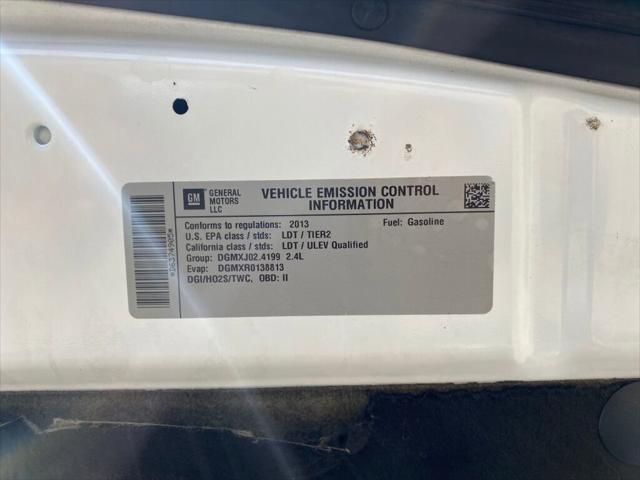 GM
GENERAL MOTORS LLC
VEHICLE EMISSION CONTROL INFORMATION
Conforms to regulations: 2013 Fuel: Gasoline
U.S. EPA class / stds: LDT / TIER2
California class / stds: LDT / ULEV Qualified
Group: DGMXJ02.4199 2.4L
Evap: DGMXR0138813
DGI/HO2S/TWC, OBD: II
*D6374905*